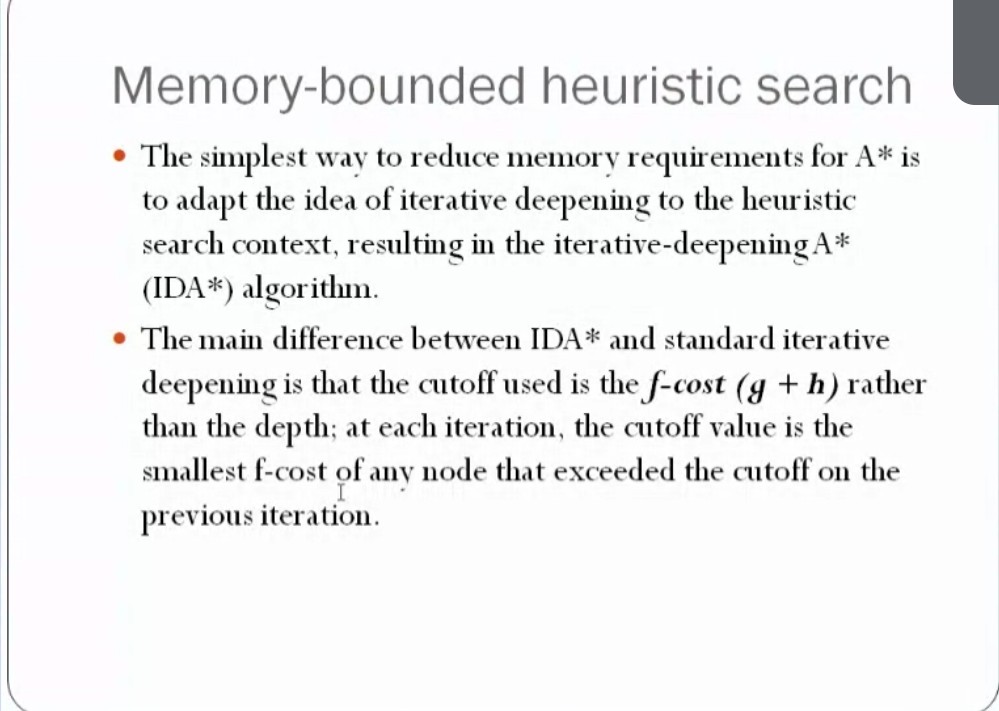 Memory-bounded heuristic search
• The simplest way to reduce memory requirements for A* is
to adapt the idea of iterative deepening to the heuristic
search context, resulting in the iterative-deepening A*
(IDA*) algorithm.
• The main difference between IDA* and standard iterative
deepening is that the cutoff used is the f-cost (g + h) rather
than the depth; at each iteration, the cutoff value is the
smallest f-cost of any node that exceeded the cutoff on the
previous iteration.